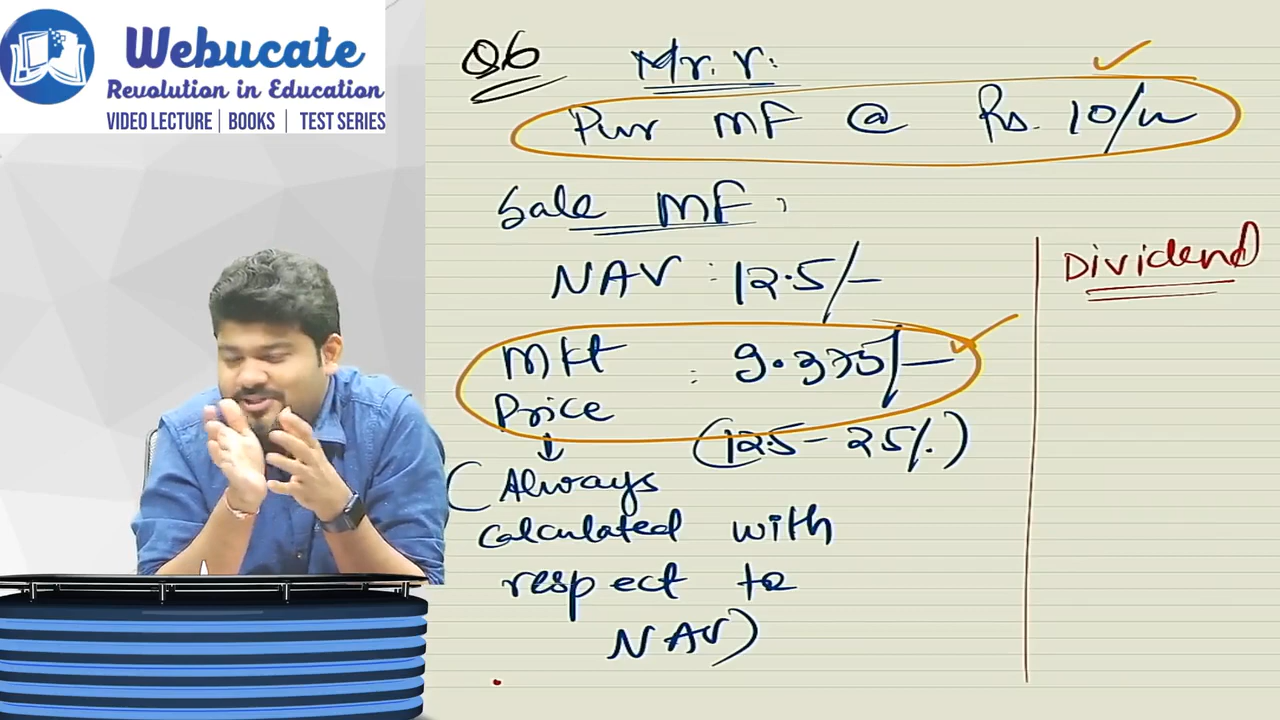 Webucate
Revolution in Education
VIDEO LECTURE | BOOKS | TEST SERIES
Q6 Mr. r:
Pur MF @ Rs. 10/u
Sale MF:
NAV : 12.5/-
Mkt Price : 9.375/-
(12.5 - 25%)
(Always
calculated with
respect to
NAV)
Dividend